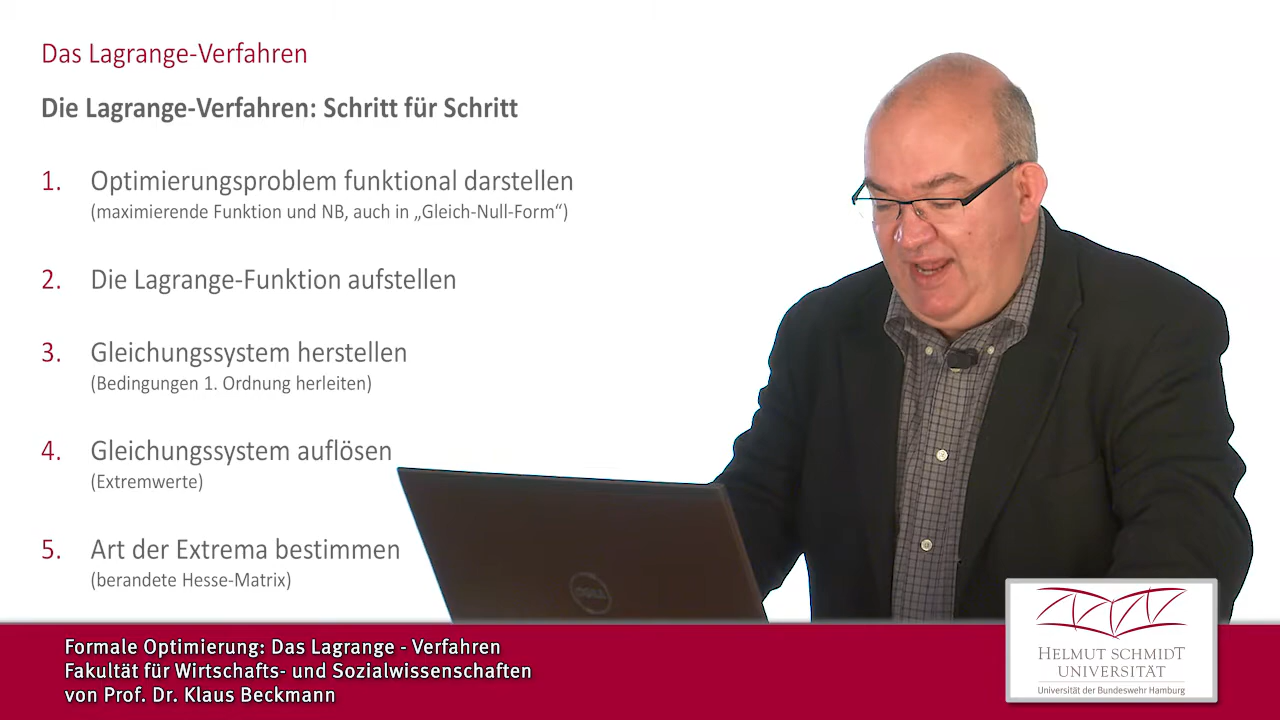 Das Lagrange-Verfahren
Die Lagrange-Verfahren: Schritt für Schritt
1. Optimierungsproblem funktional darstellen
(maximierende Funktion und NB, auch in „Gleich-Null-Form“)
2. Die Lagrange-Funktion aufstellen
3. Gleichungssystem herstellen
(Bedingungen 1. Ordnung herleiten)
4. Gleichungssystem auflösen
(Extremwerte)
5. Art der Extrema bestimmen
(berandete Hesse-Matrix)
DELL
Formale Optimierung: Das Lagrange - Verfahren
Fakultät für Wirtschafts- und Sozialwissenschaften
von Prof. Dr. Klaus Beckmann
HELMUT SCHMIDT
UNIVERSITÄT
Universität der Bundeswehr Hamburg